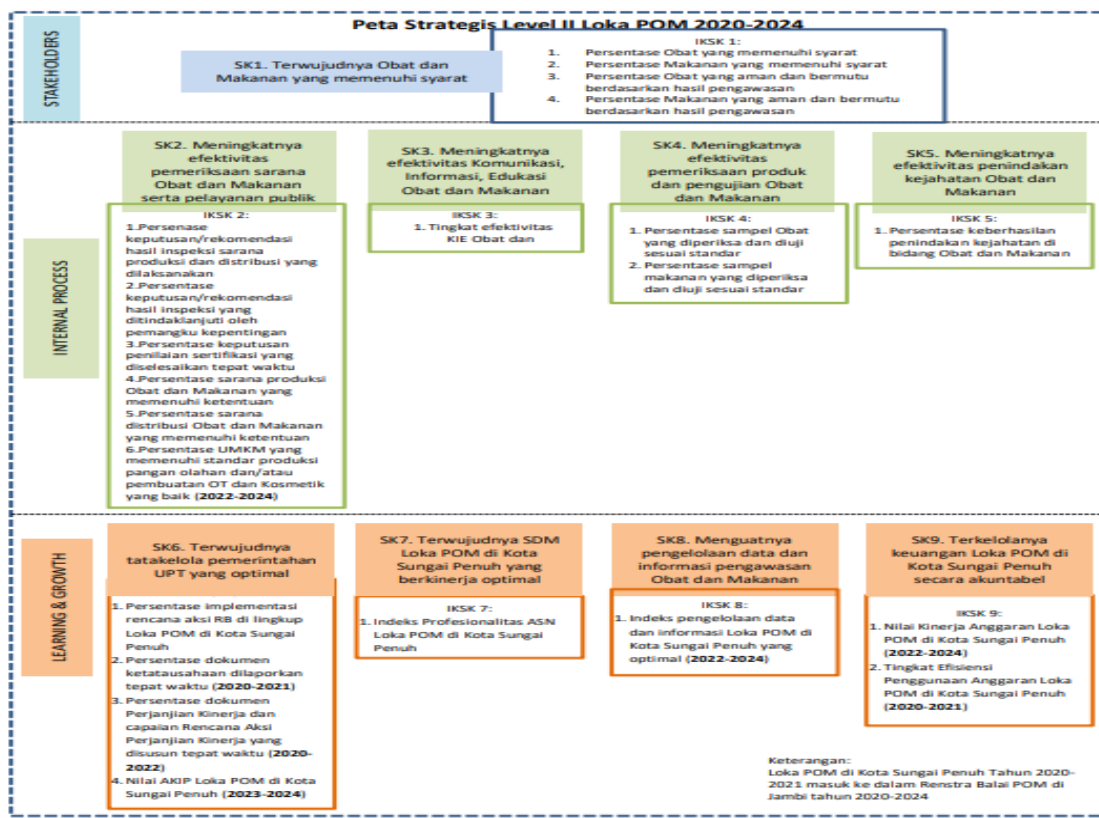 Peta Strategis Level II Loka POM 2020-2024
STAKEHOLDERS
SK1. Terwujudnya Obat dan
Makanan yang memenuhi syarat
IKSK 1:
1. Persentase Obat yang memenuhi syarat
2. Persentase Makanan yang memenuhi syarat
3. Persentase Obat yang aman dan bermutu
berdasarkan hasil pengawasan
4. Persentase Makanan yang aman dan bermutu
berdasarkan hasil pengawasan
INTERNAL PROCESS
SK2. Meningkatnya
efektivitas
pemeriksaan sarana
Obat dan Makanan
serta pelayanan publik
IKSK 2:
1.Persenase
keputusan/rekomendasi
hasil inspeksi sarana
produksi dan distribusi yang
dilaksanakan
2.Persentase
keputusan/rekomendasi
hasil inspeksi yang
ditindaklanjuti oleh
pemangku kepentingan
3.Persentase keputusan
penilaian sertifikasi yang
diselesaikan tepat waktu
4.Persentase sarana produksi
Obat dan Makanan yang
memenuhi ketentuan
5.Persentase sarana
distribusi Obat dan Makanan
yang memenuhi ketentuan
6.Persentase UMKM yang
memenuhi standar produksi
pangan olahan dan/atau
pembuatan OT dan Kosmetik
yang baik (2022-2024)
SK3. Meningkatnya
efektivitas Komunikasi,
Informasi, Edukasi
Obat dan Makanan
IKSK 3:
1. Tingkat efektivitas
KIE Obat dan
SK4. Meningkatnya
efektivitas
pemeriksaan produk
dan pengujian Obat
dan Makanan
IKSK 4:
1. Persentase sampel Obat
yang diperiksa dan diuji
sesuai standar
2. Persentase sampel
makanan yang diperiksa
dan diuji sesuai standar
SK5. Meningkatnya
efektivitas penindakan
kejahatan Obat dan
Makanan
IKSK 5:
1. Persentase keberhasilan
penindakan kejahatan di
bidang Obat dan Makanan
LEARNING & GROWTH
SK6. Terwujudnya
tatakelola pemerintahan
UPT yang optimal
1. Persentase implementasi
rencana aksi RB di lingkup
Loka POM di Kota Sungai
Penuh
2. Persentase dokumen
ketatausahaan dilaporkan
tepat waktu (2020-2021)
3. Persentase dokumen
Perjanjian Kinerja dan
capaian Rencana Aksi
Perjanjian Kinerja yang
disusun tepat waktu (2020-
2022)
4. Nilai AKIP Loka POM di Kota
Sungai Penuh (2023-2024)
SK7. Terwujudnya SDM
Loka POM di Kota
Sungai Penuh yang
berkinerja optimal
IKSK 7:
1. Indeks Profesionalitas ASN
Loka POM di Kota Sungai
Penuh
SK8. Menguatnya
pengelolaan data dan
informasi pengawasan
Obat dan Makanan
IKSK 8:
1. Indeks pengelolaan data
dan informasi Loka POM di
Kota Sungai Penuh yang
optimal (2022-2024)
SK9. Terkelolanya
keuangan Loka POM di
Kota Sungai Penuh
secara akuntabel
IKSK 9:
1. Nilai Kinerja Anggaran Loka
POM di Kota Sungai Penuh
(2022-2024)
2. Tingkat Efisiensi
Penggunaan Anggaran Loka
POM di Kota Sungai Penuh
(2020-2021)
Keterangan:
Loka POM di Kota Sungai Penuh Tahun 2020-
2021 masuk ke dalam Renstra Balai POM di
Jambi tahun 2020-2024